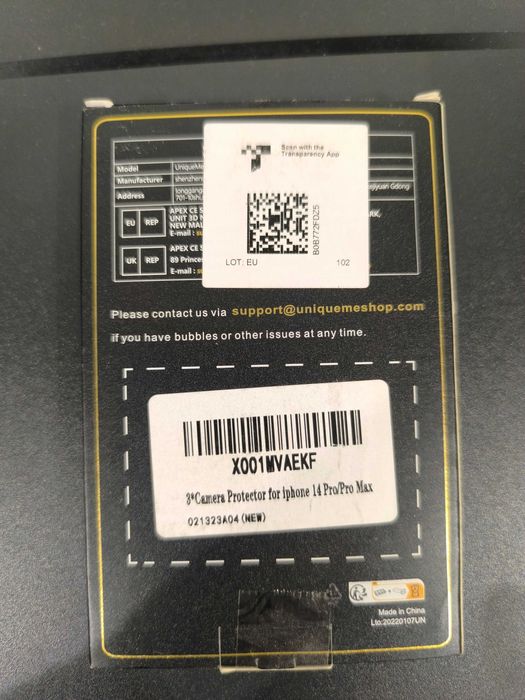 Scan with the
Transparency App
B0B772FDZ5
LOT: EU 102
Model UniqueMe
Manufacturer shenzhen
Address longgang
701-10shi
EU REP APEX CE S
UNIT 3D N
NEW MAL
E-mail : su
UK REP APEX CE S
89 Princes
E-mail : s
Please contact us via support@uniquemeshop.com
if you have bubbles or other issues at any time.
X001MVAEKF
3*Camera Protector for iphone 14 Pro/Pro Max
021323A04(NEW)
Made in China
Lto:20220107UN